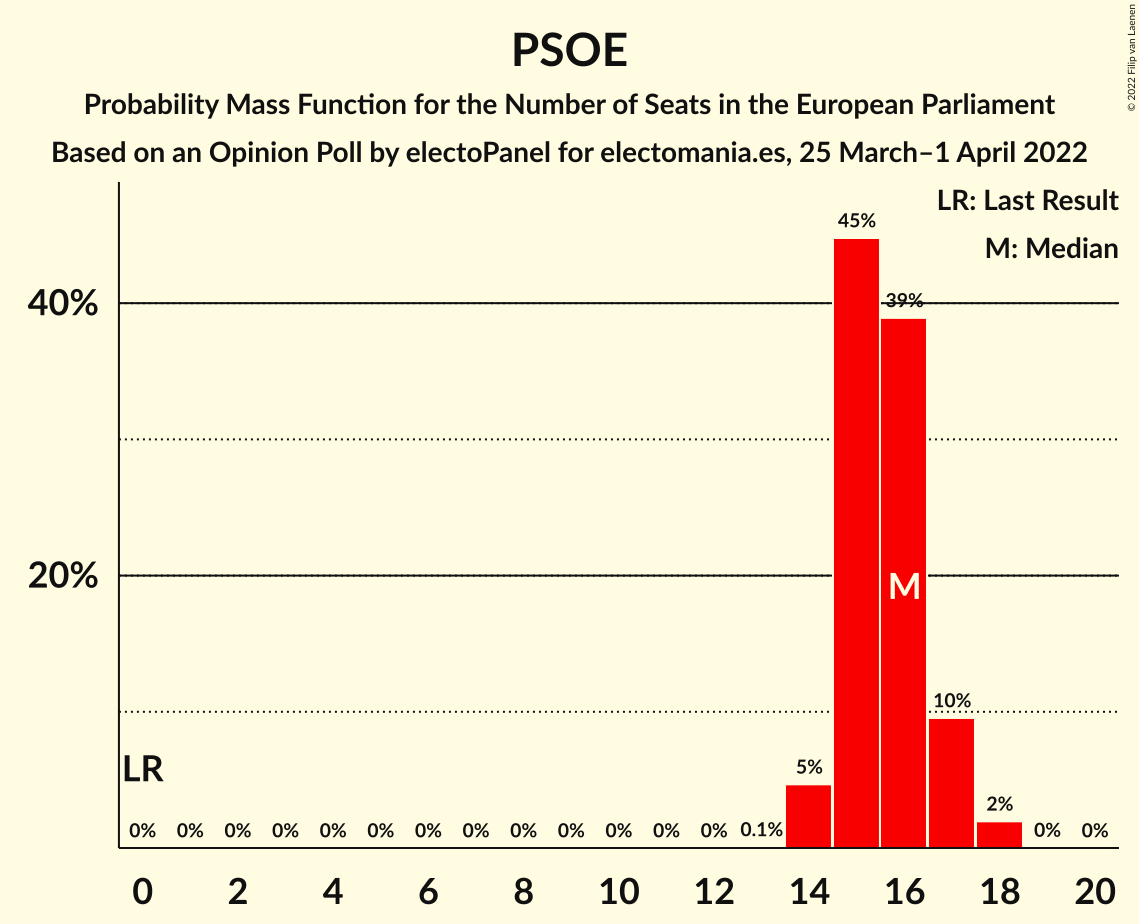 PSOE
Probability Mass Function for the Number of Seats in the European Parliament
Based on an Opinion Poll by electoPanel for electomania.es, 25 March–1 April 2022
© 2022 Filip van Laenen
LR: Last Result
M: Median
45%
40%
39%
20%
M
10%
LR
5%
2%
0% 0% 0% 0% 0% 0% 0% 0% 0% 0% 0% 0% 0% 0.1% 0% 0%
0 2 4 6 8 10 12 14 16 18 20